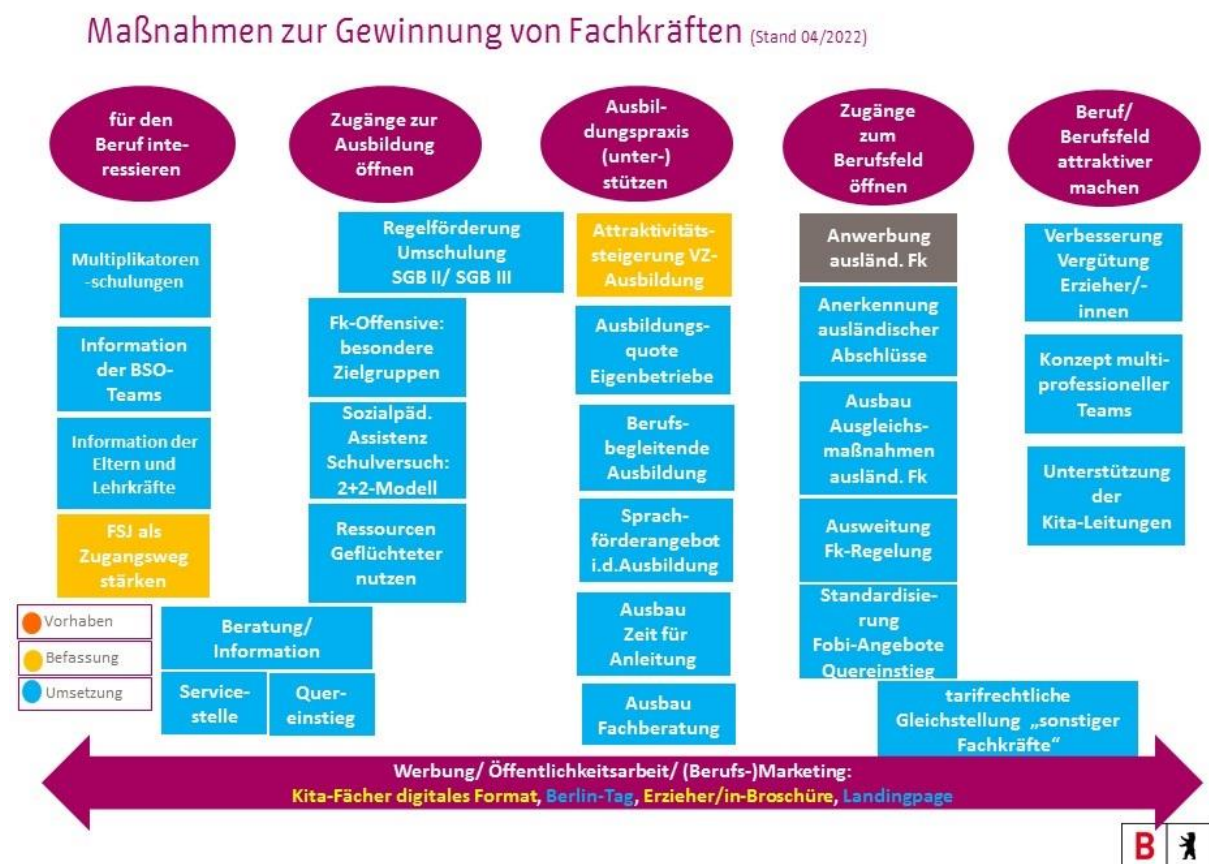 Maßnahmen zur Gewinnung von Fachkräften (Stand 04/2022)
für den
Beruf inte-
ressieren
Zugänge zur
Ausbildung
öffnen
Ausbil-
dungspraxis
(unter-)
stützen
Zugänge
zum
Berufsfeld
öffnen
Beruf/
Berufsfeld
attraktiver
machen
Multiplikatoren
-schulungen
Information
der BSO-
Teams
Information der
Eltern und
Lehrkräfte
FSJ als
Zugangsweg
stärken
Regelförderung
Umschulung
SGB II/ SGB III
Fk-Offensive:
besondere
Zielgruppen
Sozialpäd.
Assistenz
Schulversuch:
2+2-Modell
Ressourcen
Geflüchteter
nutzen
Attraktivitäts-
steigerung VZ-
Ausbildung
Ausbildungs-
quote
Eigenbetriebe
Berufs-
begleitende
Ausbildung
Sprach-
förderangebot
i.d.Ausbildung
Ausbau
Zeit für
Anleitung
Ausbau
Fachberatung
Anwerbung
ausländ. Fk
Anerkennung
ausländischer
Abschlüsse
Ausbau
Ausgleichs-
maßnahmen
ausländ. Fk
Ausweitung
Fk-Regelung
Standardisie-
rung
Fobi-Angebote
Quereinstieg
Verbesserung
Vergütung
Erzieher/-
innen
Konzept multi-
professioneller
Teams
Unterstützung
der
Kita-Leitungen
Vorhaben
Befassung
Umsetzung
Beratung/
Information
Service-
stelle
Quer-
einstieg
tarifrechtliche
Gleichstellung „sonstiger
Fachkräfte“
Werbung/ Öffentlichkeitsarbeit/ (Berufs-)Marketing:
Kita-Fächer digitales Format, Berlin-Tag, Erzieher/in-Broschüre, Landingpage
B